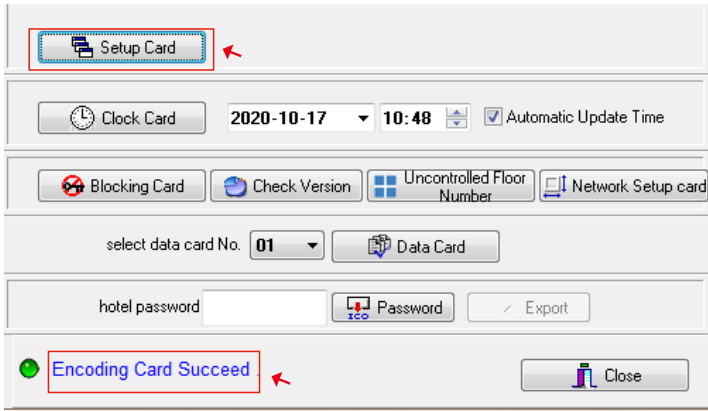 Setup Card
Clock Card 2020-10-17 10:48 Automatic Update Time
Blocking Card Check Version Uncontrolled Floor Number Network Setup card
select data card No. 01 Data Card
hotel password ICO Password Export
Encoding Card Succeed . Close